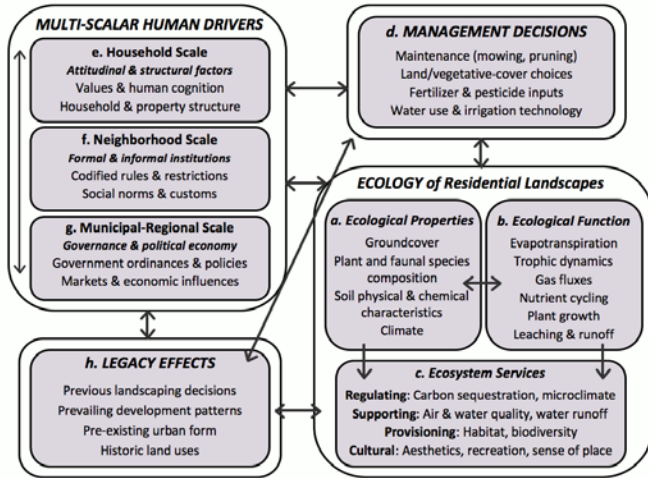 MULTI-SCALAR HUMAN DRIVERS
e. Household Scale
Attitudinal & structural factors
Values & human cognition
Household & property structure
f. Neighborhood Scale
Formal & informal institutions
Codified rules & restrictions
Social norms & customs
g. Municipal-Regional Scale
Governance & political economy
Government ordinances & policies
Markets & economic influences
h. LEGACY EFFECTS
Previous landscaping decisions
Prevailing development patterns
Pre-existing urban form
Historic land uses
d. MANAGEMENT DECISIONS
Maintenance (mowing, pruning)
Land/vegetative-cover choices
Fertilizer & pesticide inputs
Water use & irrigation technology
ECOLOGY of Residential Landscapes
a. Ecological Properties
Groundcover
Plant and faunal species
composition
Soil physical & chemical
characteristics
Climate
b. Ecological Function
Evapotranspiration
Trophic dynamics
Gas fluxes
Nutrient cycling
Plant growth
Leaching & runoff
c. Ecosystem Services
Regulating: Carbon sequestration, microclimate
Supporting: Air & water quality, water runoff
Provisioning: Habitat, biodiversity
Cultural: Aesthetics, recreation, sense of place